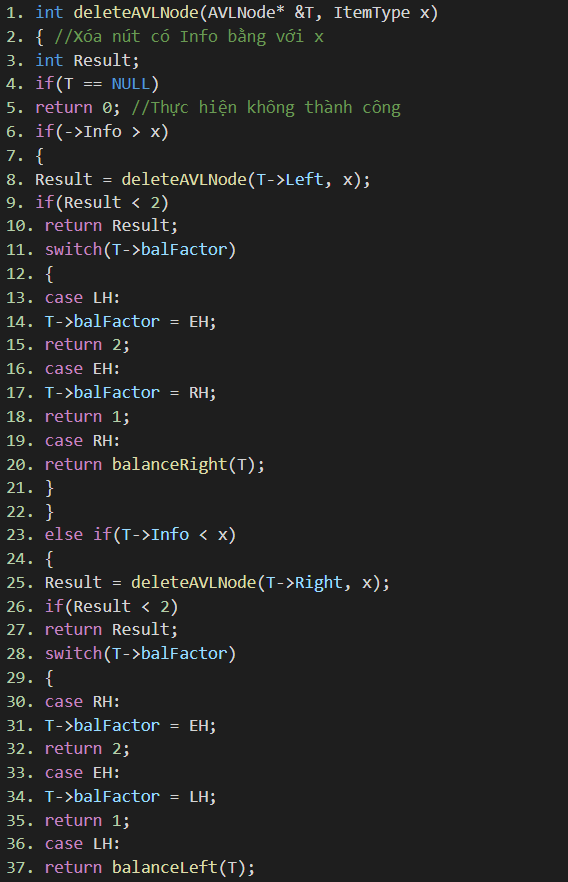 1. int deleteAVLNode(AVLNode* &T, ItemType x)
2. { //Xóa nút có Info bằng với x
3. int Result;
4. if(T == NULL)
5. return 0; //Thực hiện không thành công
6. if(->Info > x)
7. {
8. Result = deleteAVLNode(T->Left, x);
9. if(Result < 2)
10. return Result;
11. switch(T->balFactor)
12. {
13. case LH:
14. T->balFactor = EH;
15. return 2;
16. case EH:
17. T->balFactor = RH;
18. return 1;
19. case RH:
20. return balanceRight(T);
21. }
22. }
23. else if(T->Info < x)
24. {
25. Result = deleteAVLNode(T->Right, x);
26. if(Result < 2)
27. return Result;
28. switch(T->balFactor)
29. {
30. case RH:
31. T->balFactor = EH;
32. return 2;
33. case EH:
34. T->balFactor = LH;
35. return 1;
36. case LH:
37. return balanceLeft(T);